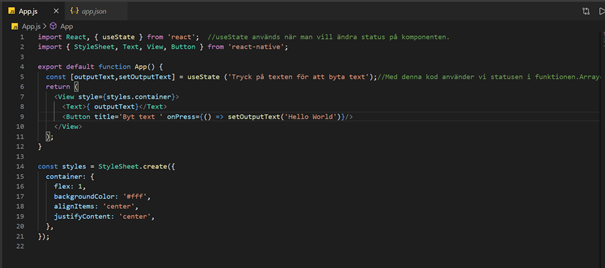 App.js
{} app.json
App.js > App
1 import React, { useState } from 'react';  //useState används när man vill ändra status på komponenten.
2 import { StyleSheet, Text, View, Button } from 'react-native';
3
4 export default function App() {
5   const [outputText,setOutputText] = useState ('Tryck på texten för att byta text');//Med denna kod använder vi statusen i funktionen.Array
6   return (
7     <View style={styles.container}>
8       <Text>{ outputText}</Text>
9       <Button title='Byt text ' onPress={() => setOutputText('Hello World')}/>
10     </View>
11   );
12 }
13
14 const styles = StyleSheet.create({
15   container: {
16     flex: 1,
17     backgroundColor: '#fff',
18     alignItems: 'center',
19     justifyContent: 'center',
20   },
21 });
22